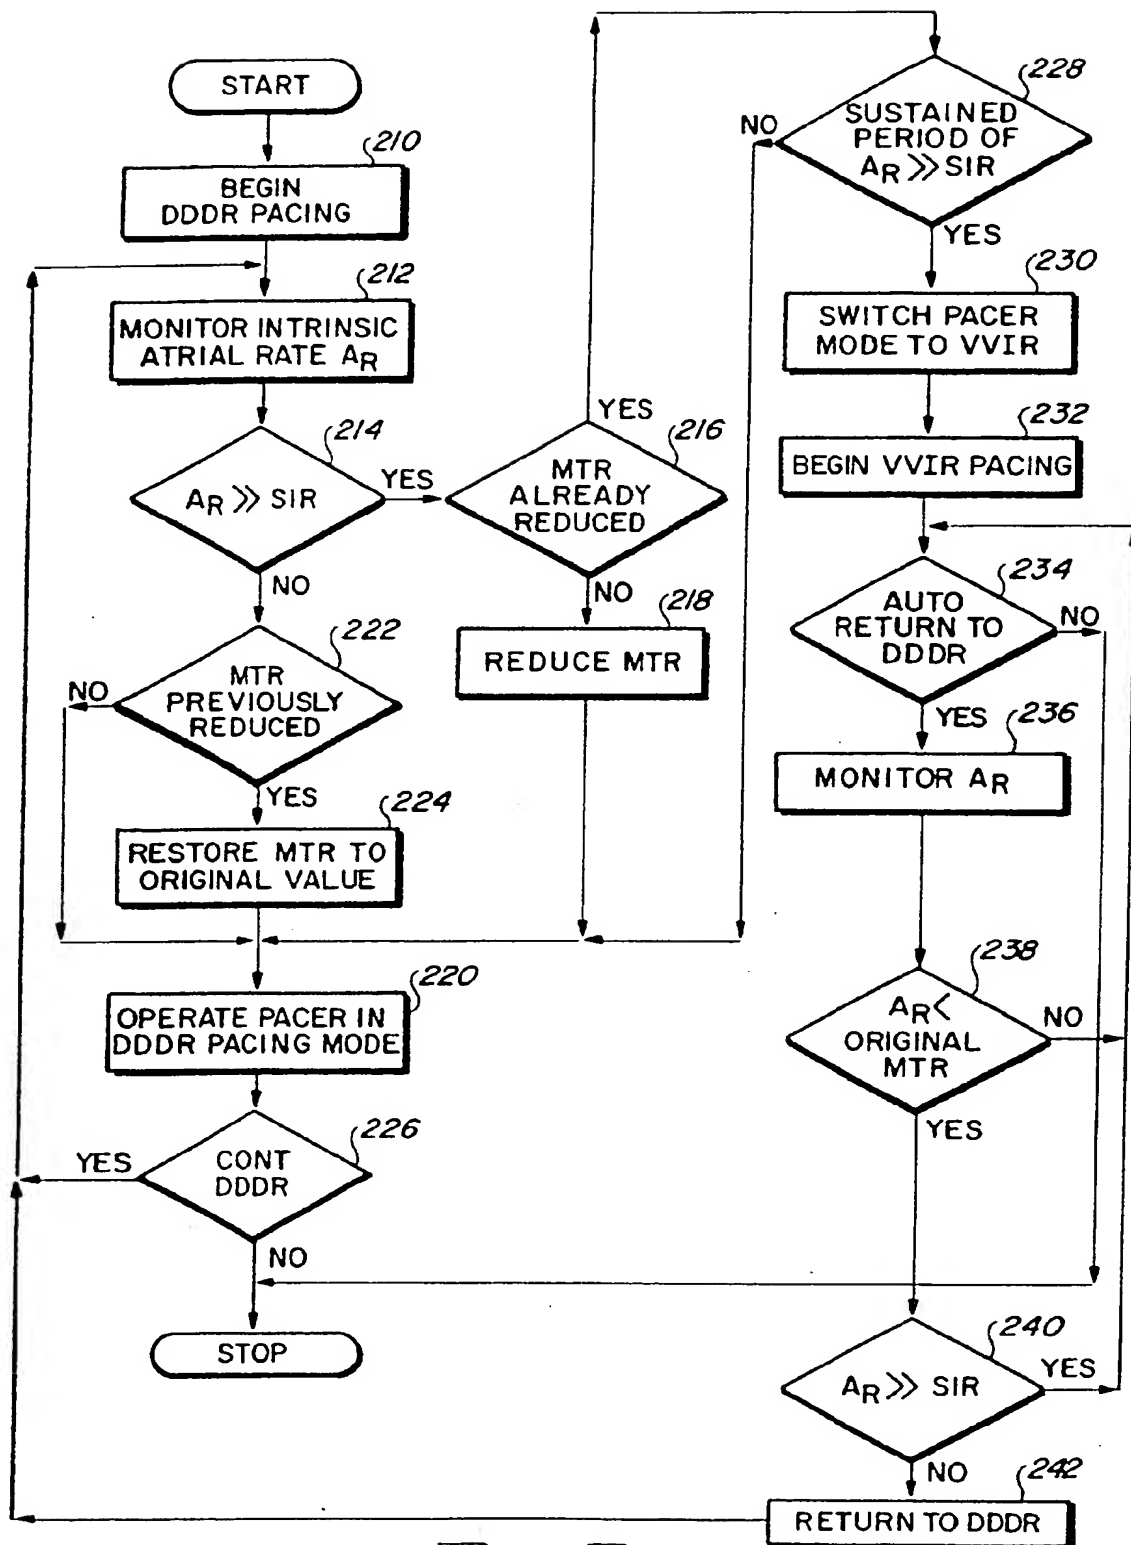 START
210
BEGIN
DDDR PACING
212
MONITOR INTRINSIC
ATRIAL RATE AR
214
AR >> SIR
YES
NO
216
MTR
ALREADY
REDUCED
YES
NO
218
REDUCE MTR
222
MTR
PREVIOUSLY
REDUCED
NO
YES
224
RESTORE MTR TO
ORIGINAL VALUE
220
OPERATE PACER IN
DDDR PACING MODE
226
CONT
DDDR
YES
NO
STOP
228
SUSTAINED
PERIOD OF
AR >> SIR
NO
YES
230
SWITCH PACER
MODE TO VVIR
232
BEGIN VVIR PACING
234
AUTO
RETURN TO
DDDR
NO
YES
236
MONITOR AR
238
AR <
ORIGINAL
MTR
NO
YES
240
AR >> SIR
YES
NO
242
RETURN TO DDDR